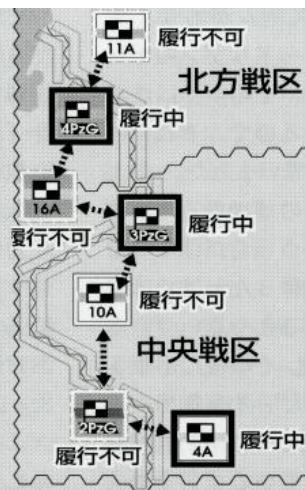 11A
履行不可
北方戦区
4PzG
履行中
16A
履行不可
3PzG
履行中
10A
履行不可
中央戦区
2PzG
履行不可
4A
履行中